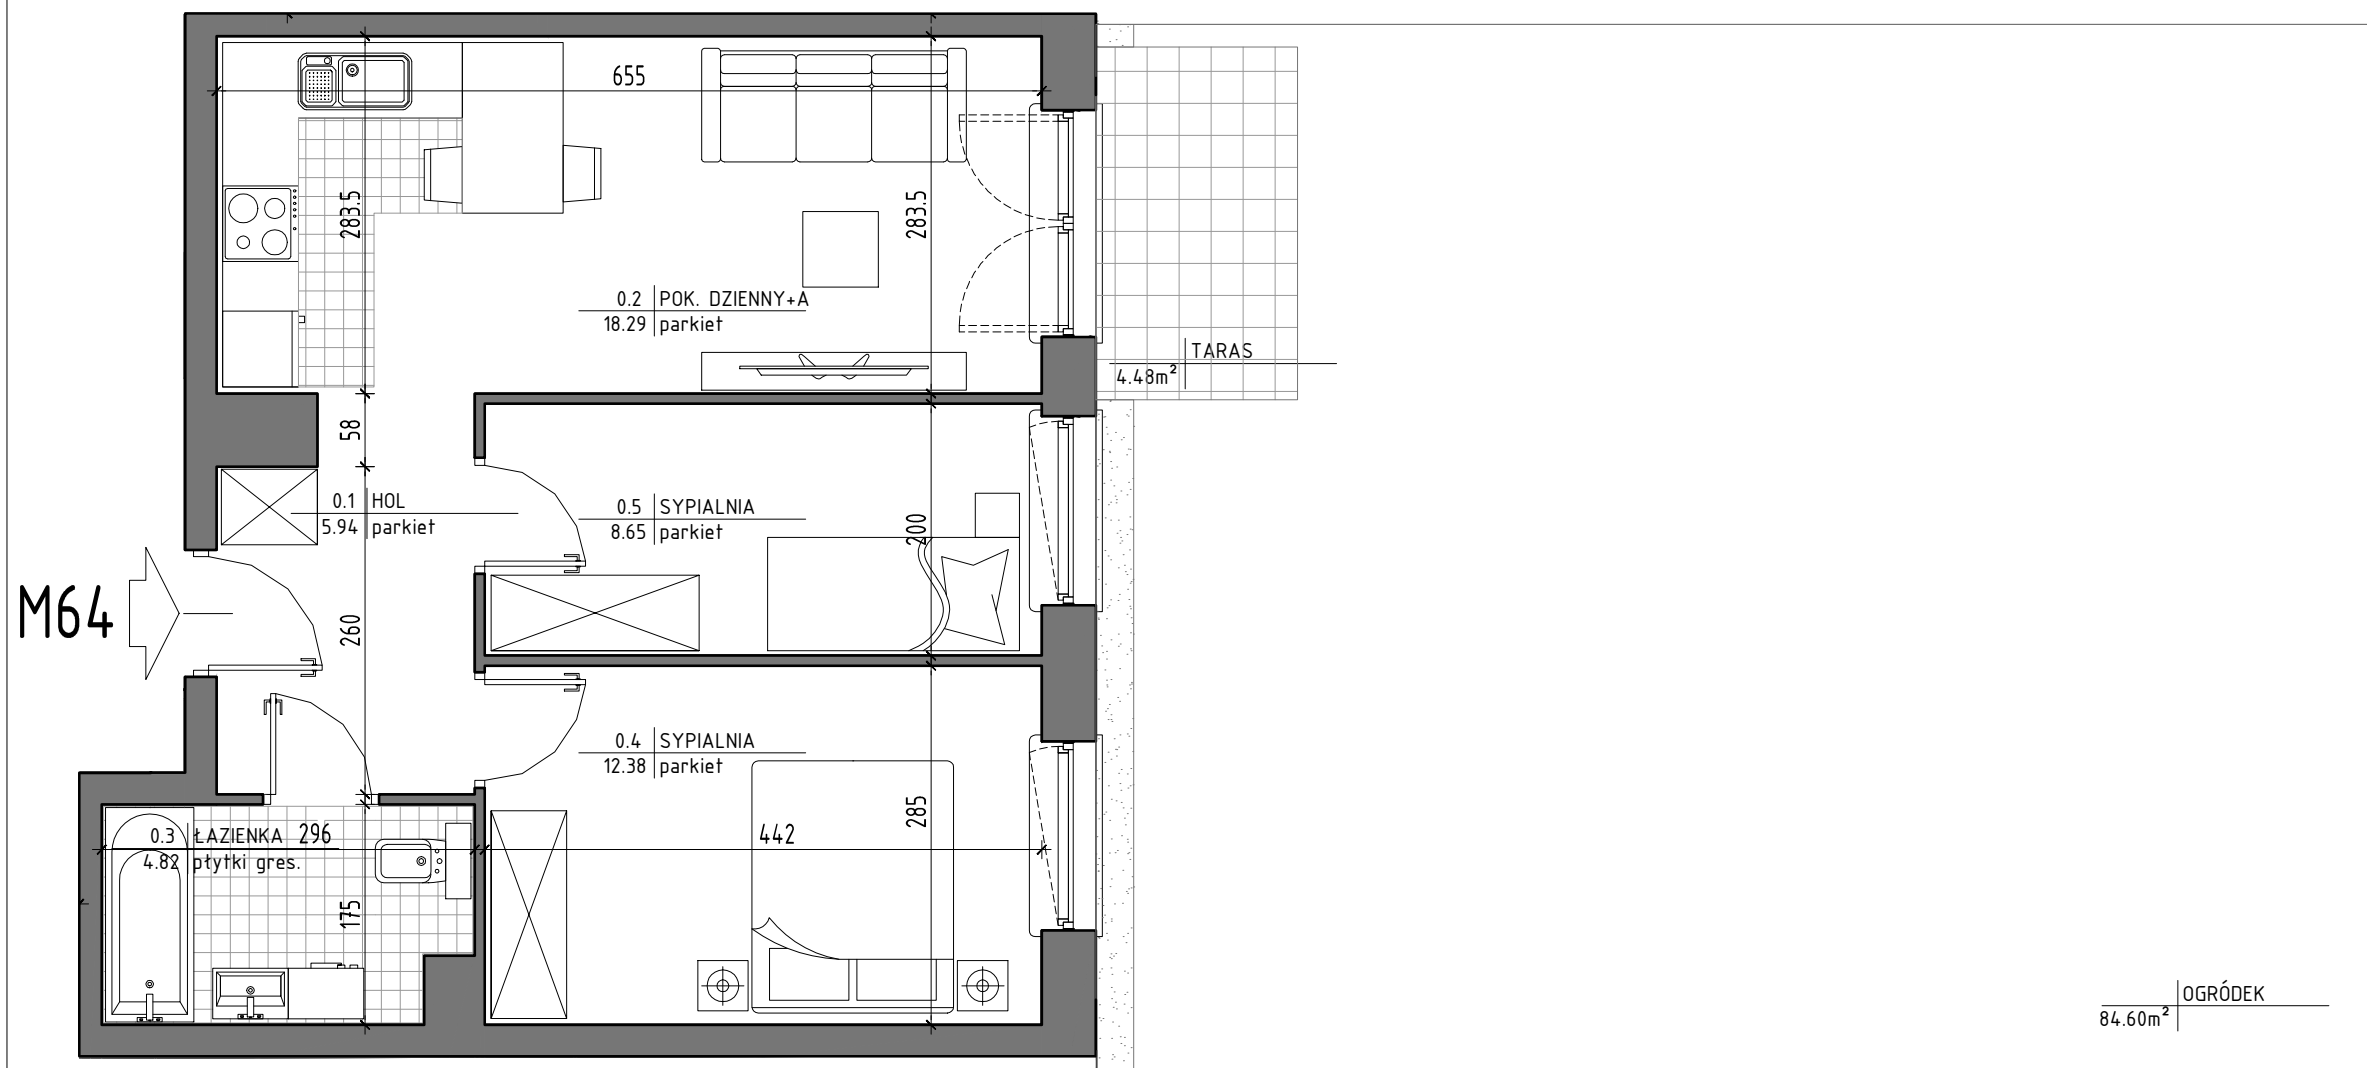 655
283.5
283.5
0.2 POK. DZIENNY+A
18.29 parkiet
TARAS
4.48m²
58
0.1 HOL
5.94 parkiet
0.5 SYPIALNIA
8.65 parkiet
200
M64
260
0.4 SYPIALNIA
12.38 parkiet
0.3 ŁAZIENKA 296
4.82 płytki gres.
442
285
175
OGRÓDEK
84.60m²